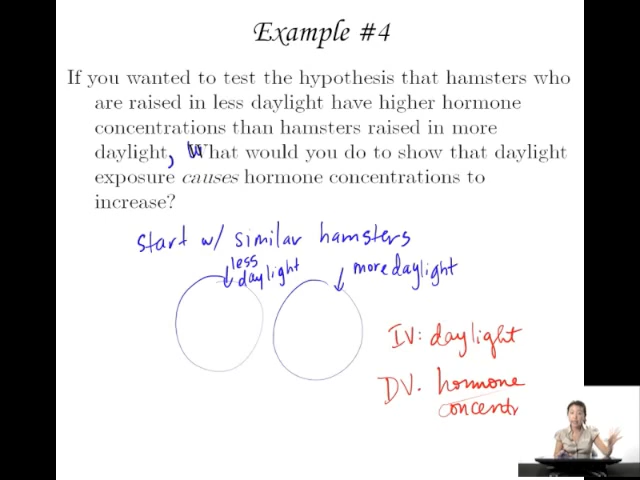 Example #4
If you wanted to test the hypothesis that hamsters who
are raised in less daylight have higher hormone
concentrations than hamsters raised in more
daylight, What would you do to show that daylight
exposure causes hormone concentrations to
increase?
start w/ similar hamsters
less
daylight
more daylight
IV: daylight
DV. hormone
concentr